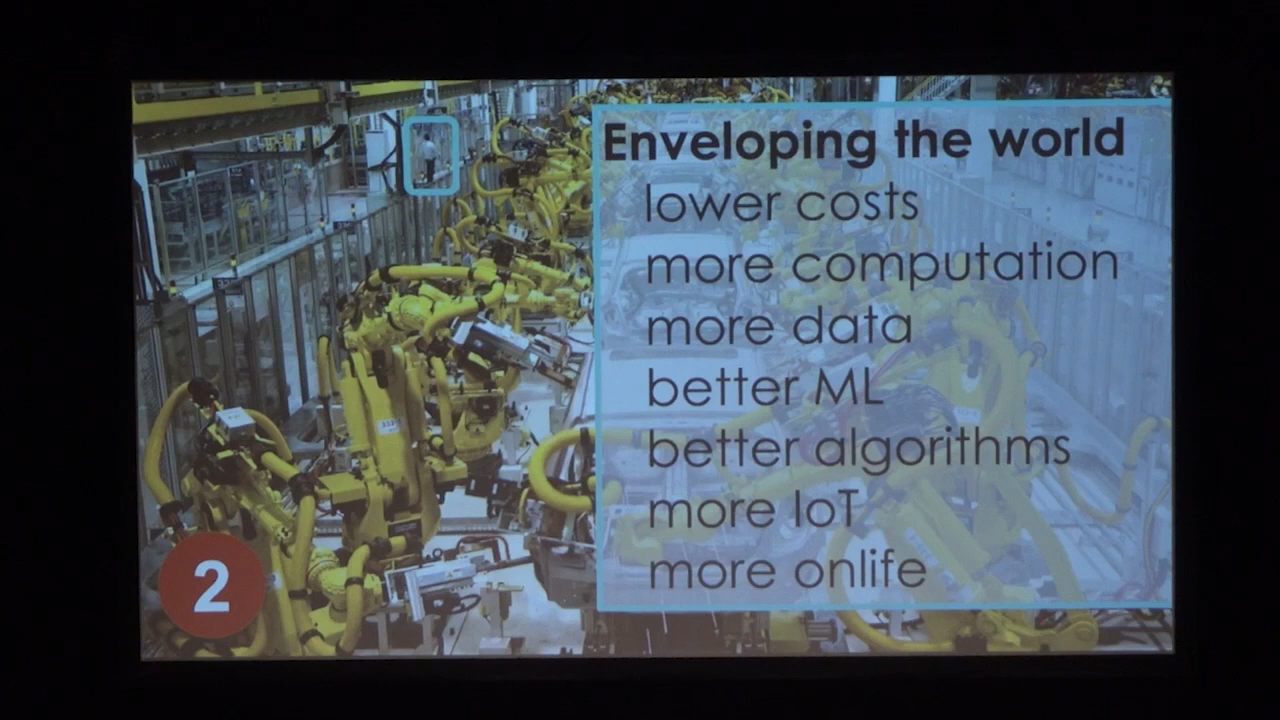 Enveloping the world
lower costs
more computation
more data
better ML
better algorithms
more IoT
more onlife
2